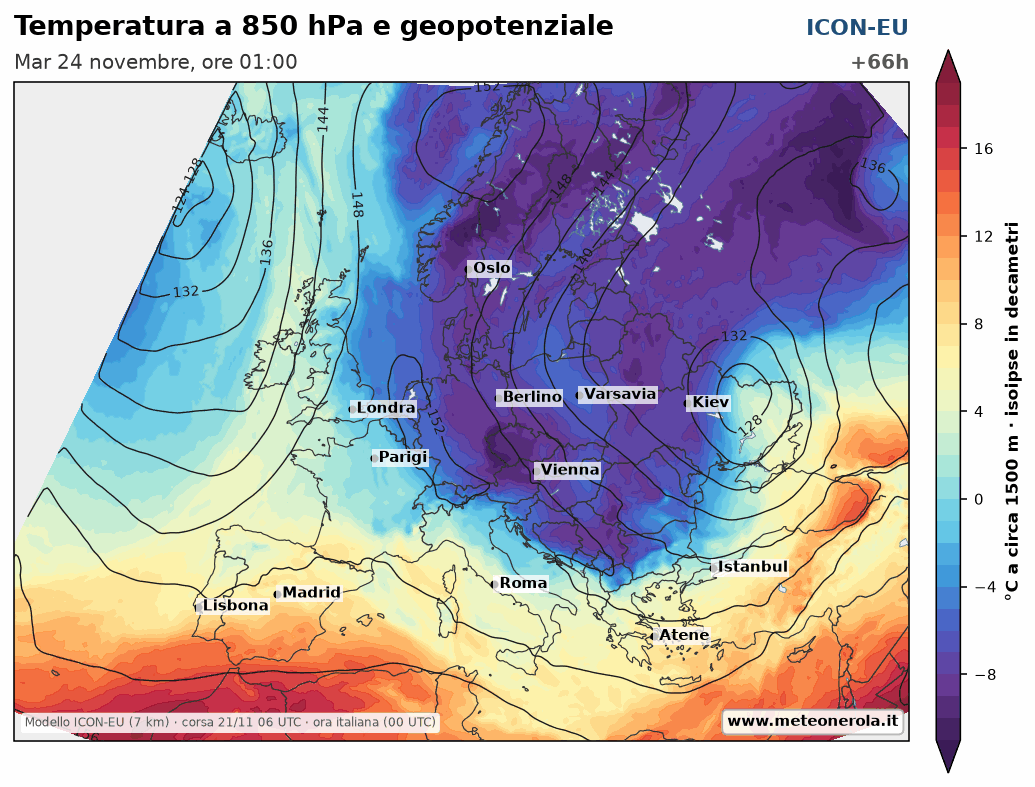 Temperatura a 850 hPa e geopotenziale
ICON-EU
Mar 24 novembre, ore 01:00
+66h
152
144
136
128
124
148
148
144
136
140
132
132
Oslo
Berlino
Varsavia
Kiev
Londra
152
128
Parigi
Vienna
Istanbul
Roma
Madrid
Lisbona
Atene
Modello ICON-EU (7 km) · corsa 21/11 06 UTC · ora italiana (00 UTC)
www.meteonerola.it
16
12
8
4
0
−4
−8
°C a circa 1500 m · Isoipse in decametri